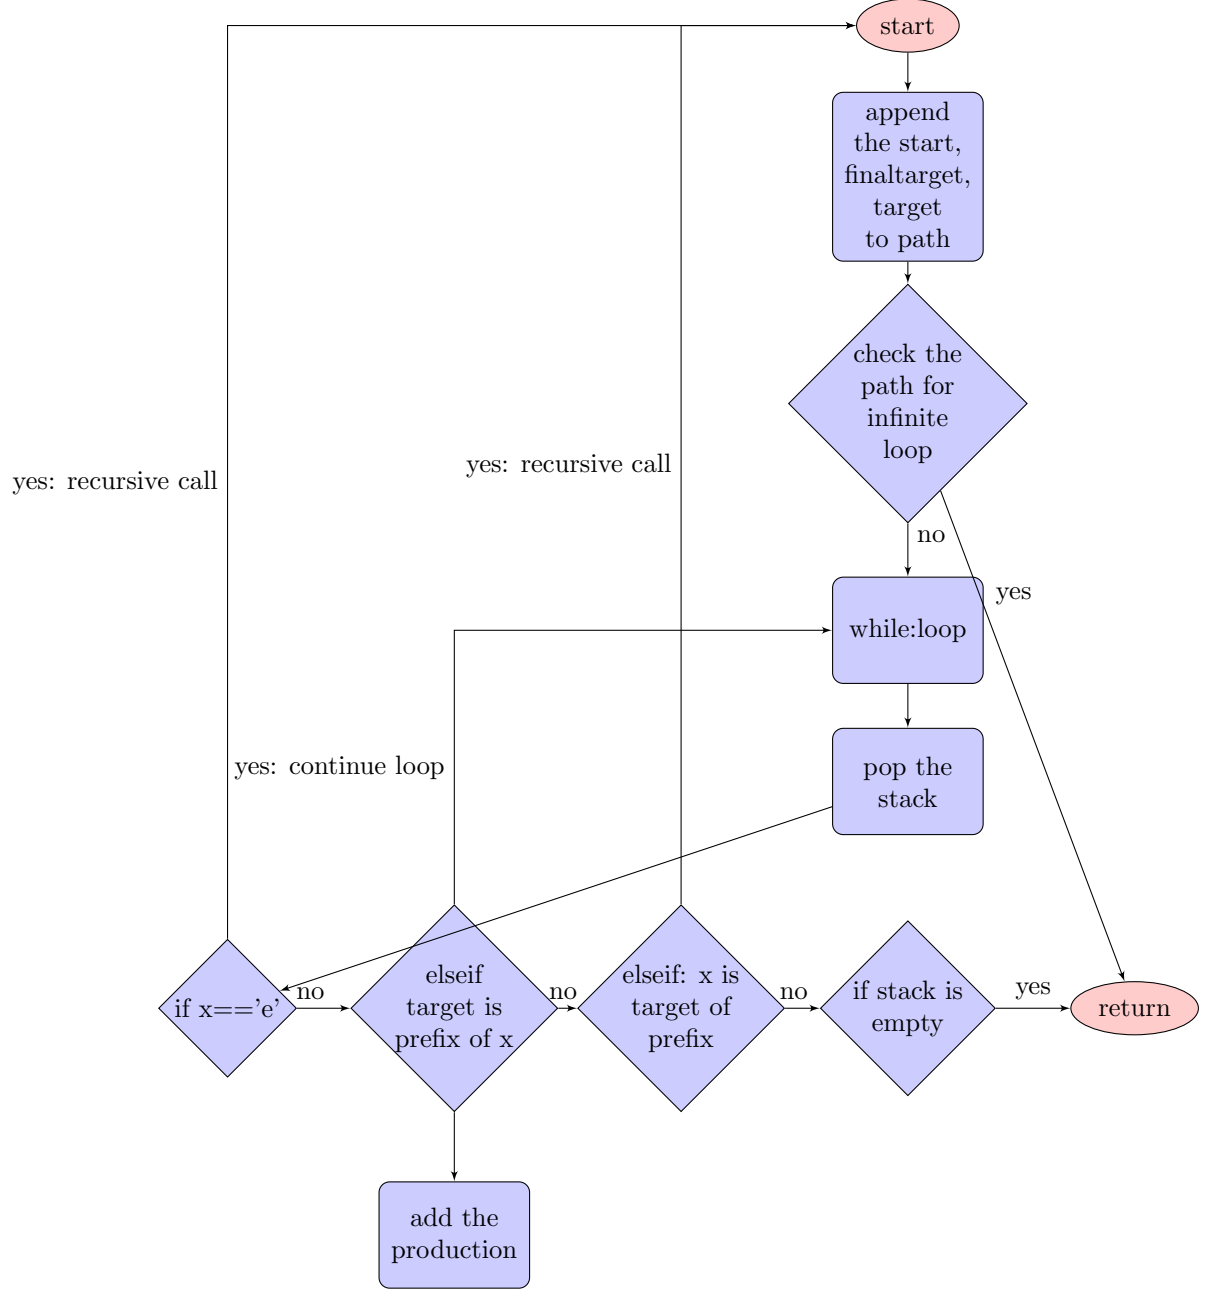 start
append
the start,
finaltarget,
target
to path
check the
path for
infinite
loop
yes: recursive call
yes: recursive call
no
yes
while:loop
yes: continue loop
pop the
stack
if x=='e'
no
elseif
target is
prefix of x
no
elseif: x is
target of
prefix
no
if stack is
empty
yes
return
add the
production